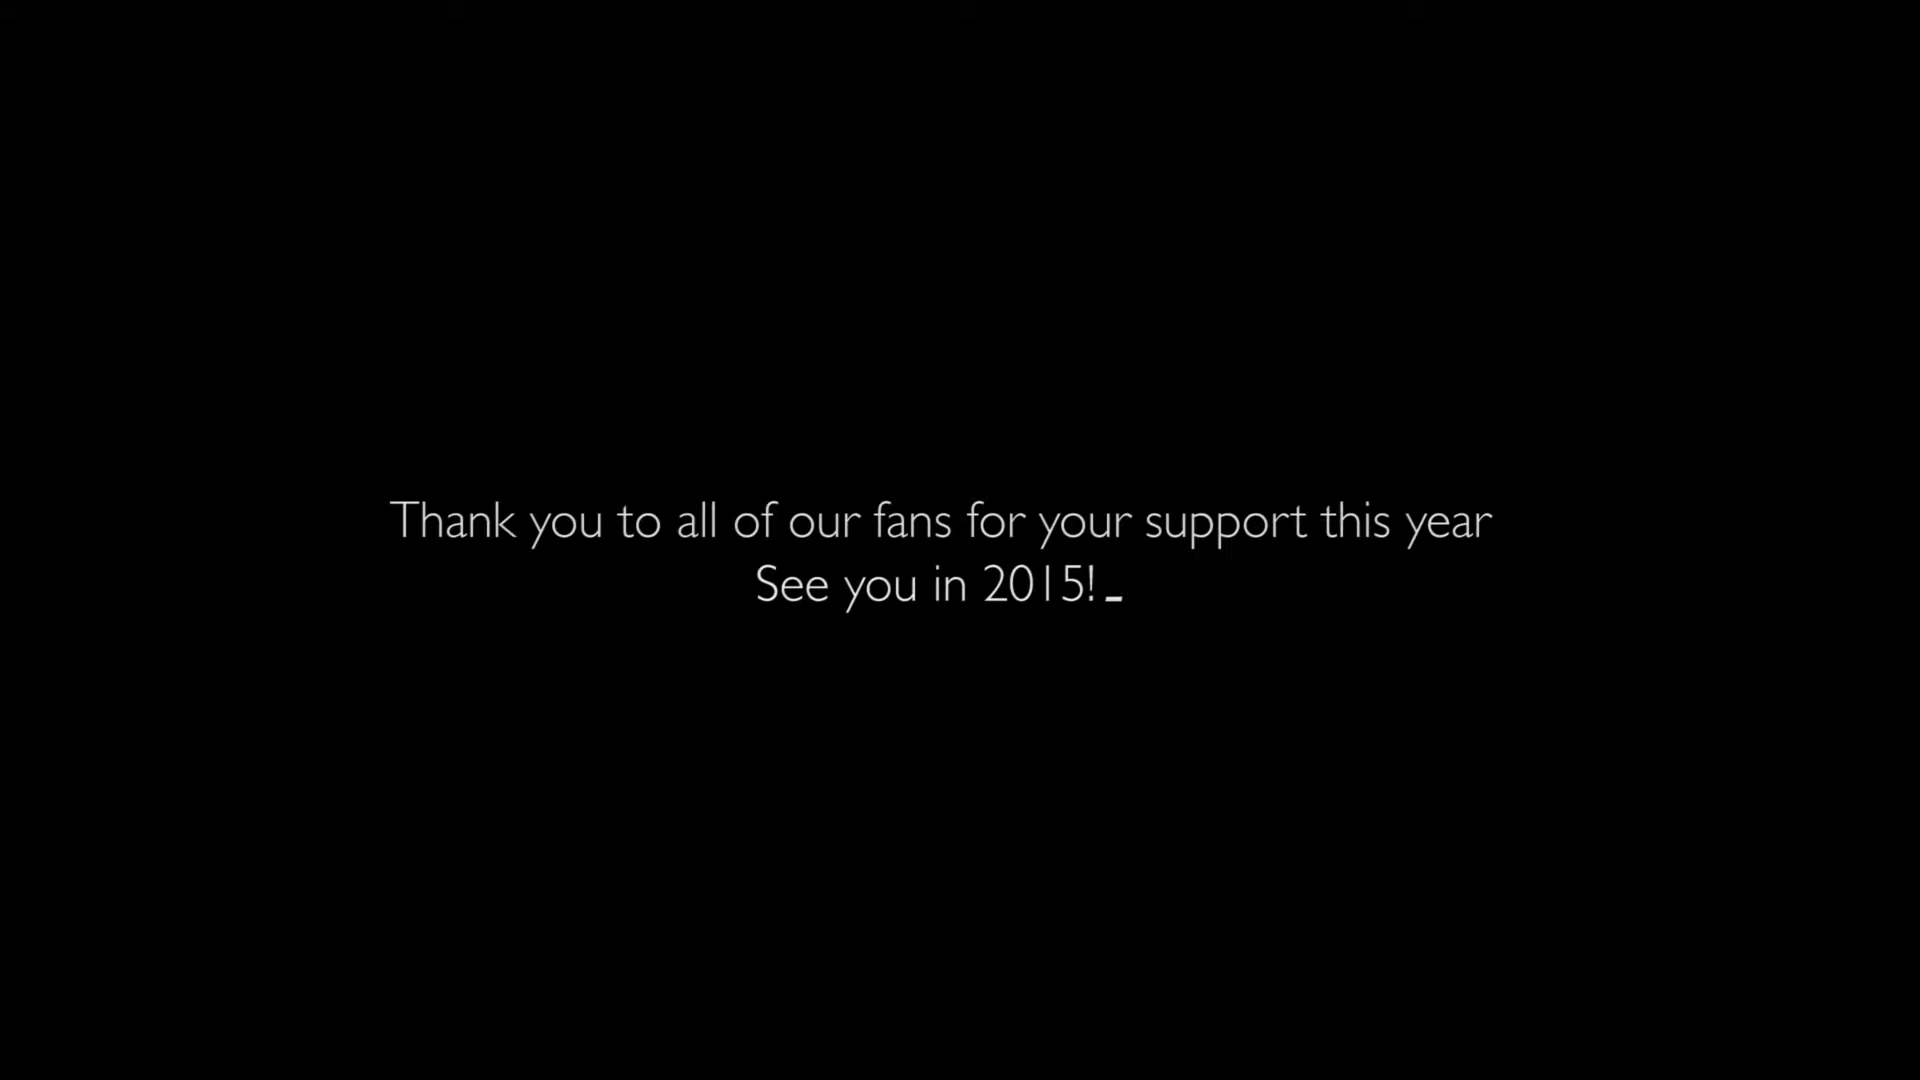 Thank you to all of our fans for your support this year
See you in 2015!_